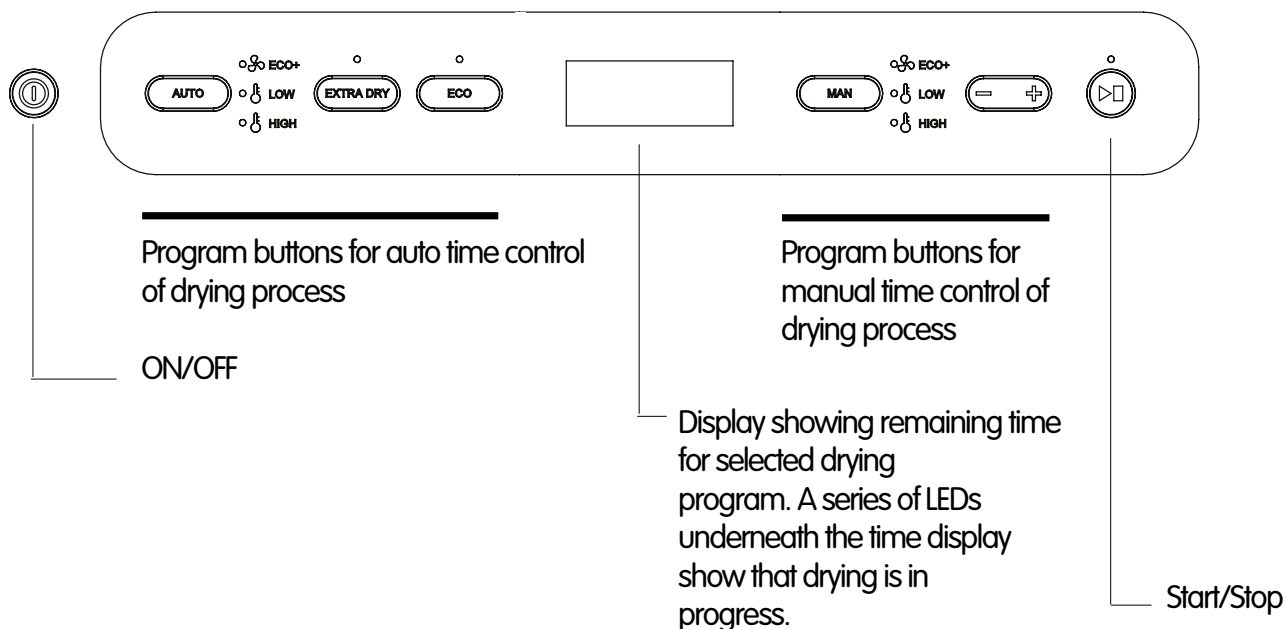 ECO+
ECO+
AUTO LOW EXTRA DRY ECO MAN LOW − +
HIGH
HIGH
Program buttons for auto time control
of drying process
ON/OFF
Program buttons for
manual time control of
drying process
Display showing remaining time
for selected drying
program. A series of LEDs
underneath the time display
show that drying is in
progress.
Start/Stop